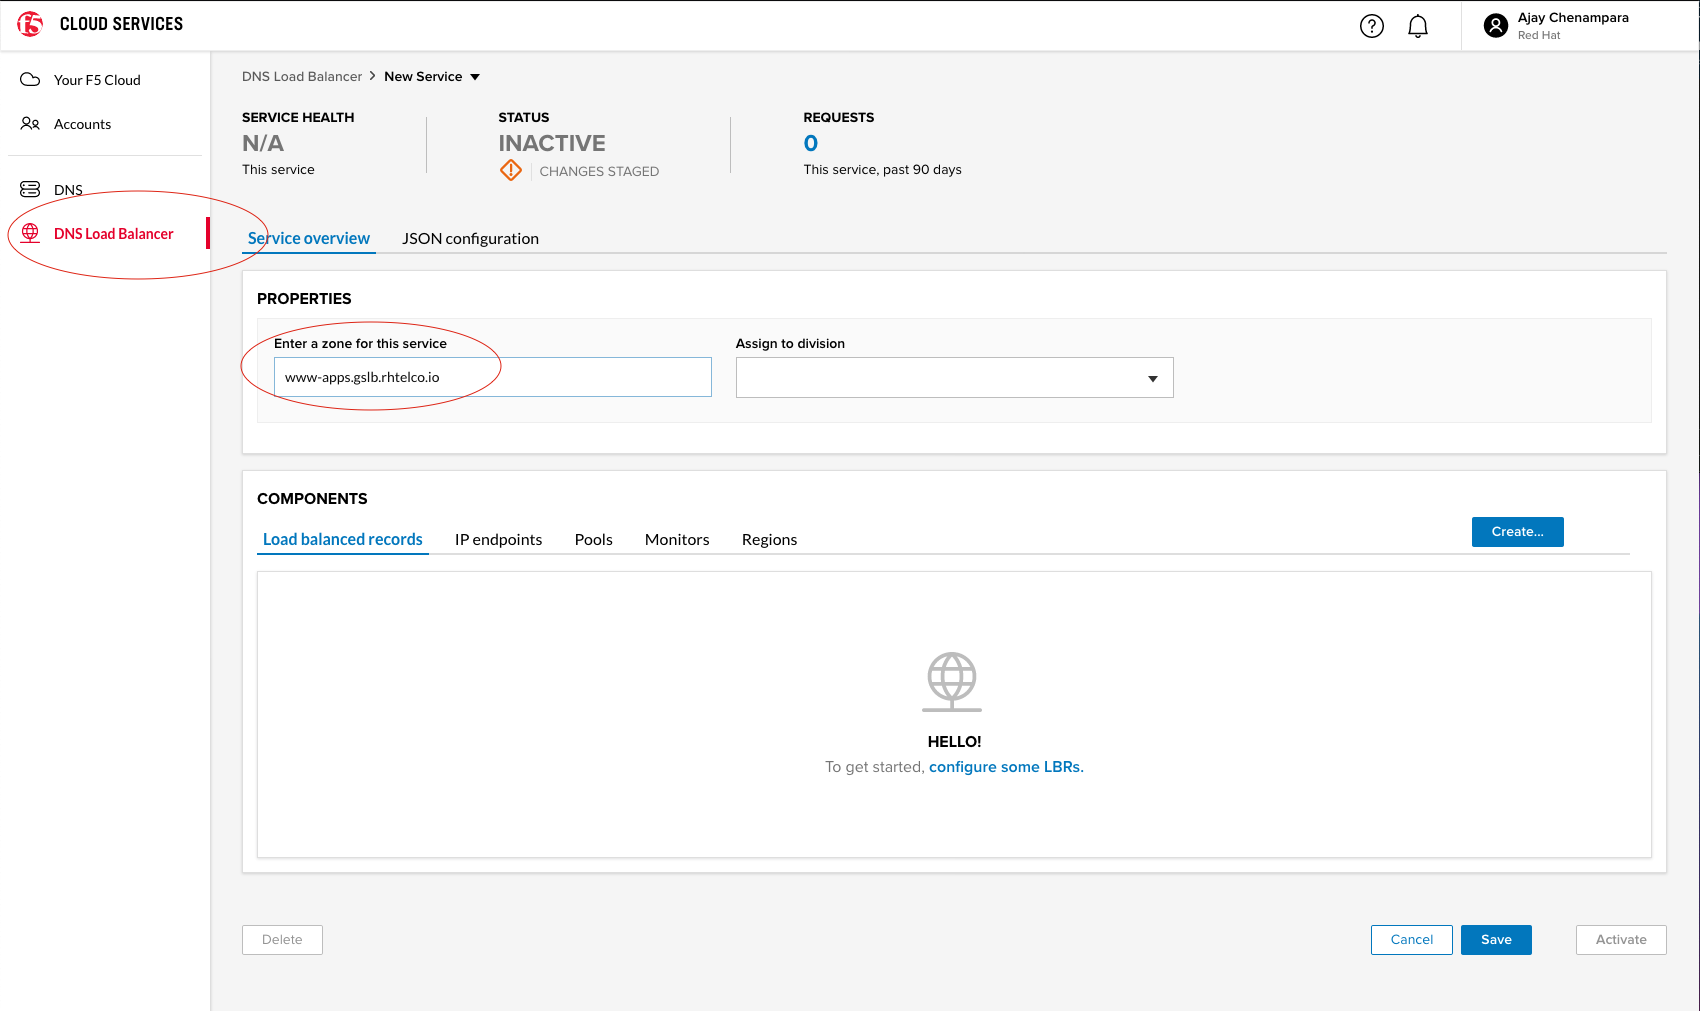 f5 CLOUD SERVICES
?
Ajay Chenampara
Red Hat
Your F5 Cloud
Accounts
DNS
DNS Load Balancer
DNS Load Balancer > New Service
SERVICE HEALTH
N/A
This service
STATUS
INACTIVE
! CHANGES STAGED
REQUESTS
0
This service, past 90 days
Service overview JSON configuration
PROPERTIES
Enter a zone for this service
www-apps.gslb.rhtelco.io
Assign to division
COMPONENTS
Load balanced records IP endpoints Pools Monitors Regions
Create...
HELLO!
To get started, configure some LBRs.
Delete Cancel Save Activate